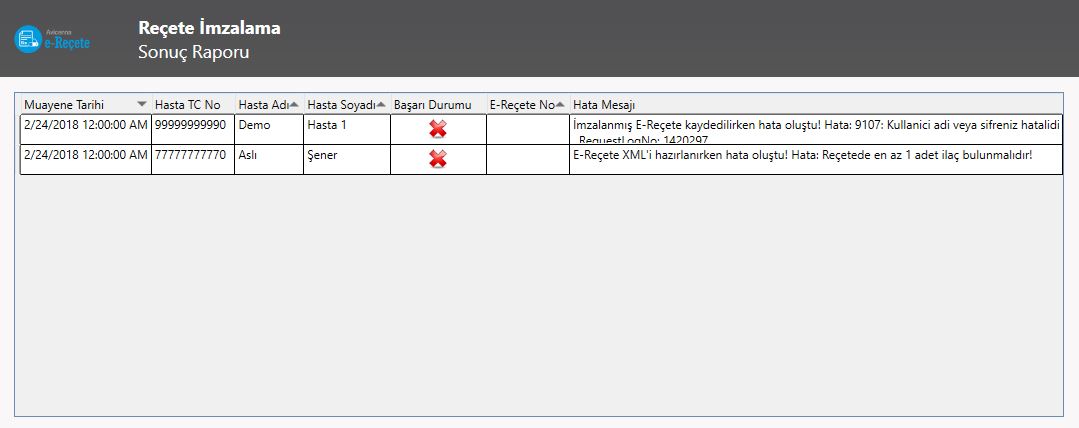 Avicenna
e-Reçete
Reçete İmzalama
Sonuç Raporu
Muayene Tarihi Hasta TC No Hasta Adı Hasta Soyadı Başarı Durumu E-Reçete No Hata Mesajı
2/24/2018 12:00:00 AM 99999999990 Demo Hasta 1 İmzalanmış E-Reçete kaydedilirken hata oluştu! Hata: 9107: Kullanici adi veya sifreniz hatalidi
RequestLogNo: 1420297
2/24/2018 12:00:00 AM 77777777770 Aslı Şener E-Reçete XML'i hazırlanırken hata oluştu! Hata: Reçetede en az 1 adet ilaç bulunmalıdır!